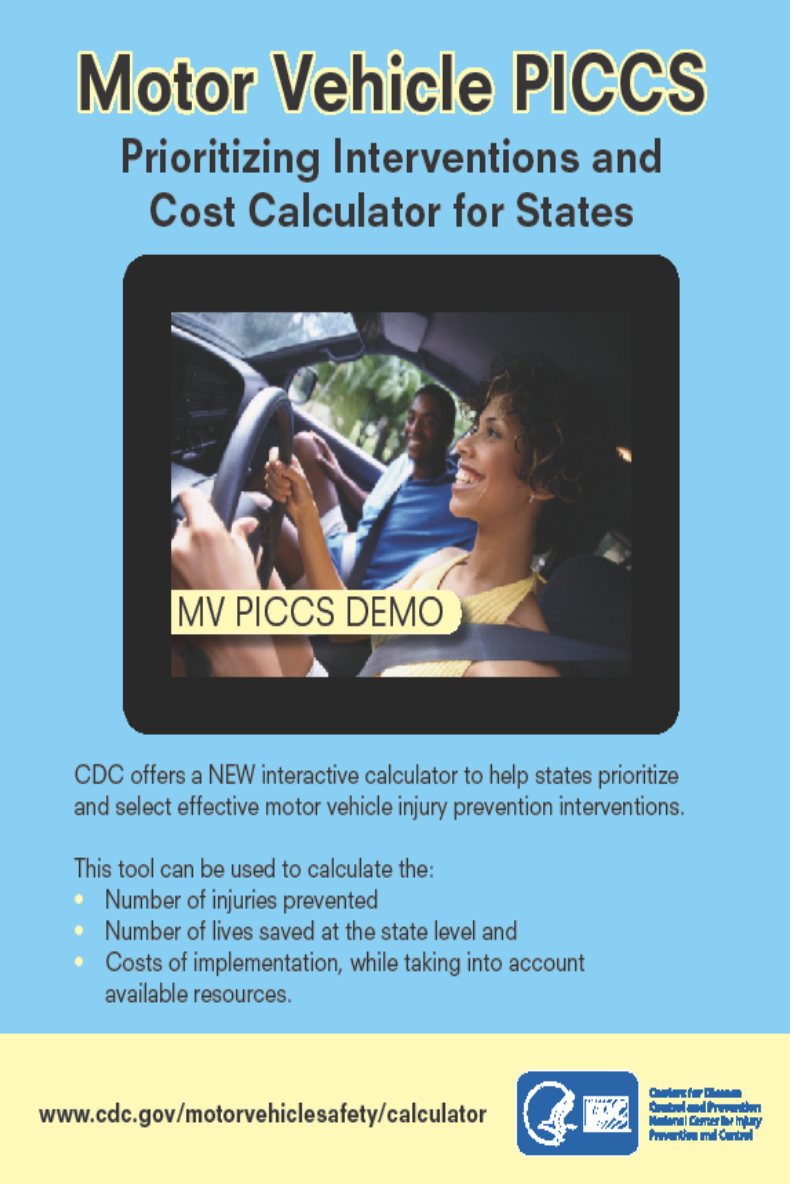 Motor Vehicle PICCS
Prioritizing Interventions and
Cost Calculator for States
MV PICCS DEMO
CDC offers a NEW interactive calculator to help states prioritize
and select effective motor vehicle injury prevention interventions.
This tool can be used to calculate the:
• Number of injuries prevented
• Number of lives saved at the state level and
• Costs of implementation, while taking into account
available resources.
www.cdc.gov/motorvehiclesafety/calculator
Centers for Disease
Control and Prevention
National Center for Injury
Prevention and Control